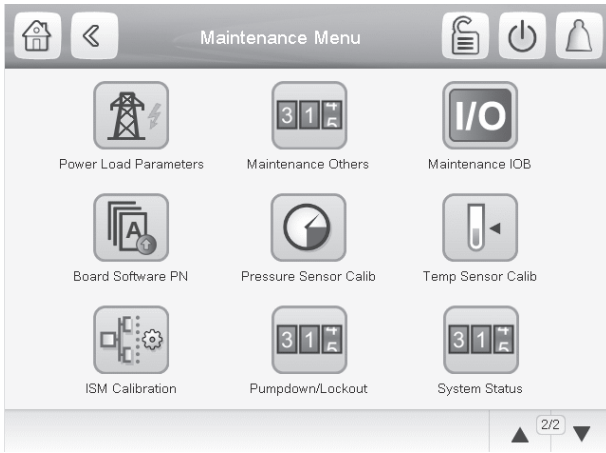 Maintenance Menu
I/O
Power Load Parameters Maintenance Others Maintenance IOB
A
Board Software PN Pressure Sensor Calib Temp Sensor Calib
ISM Calibration Pumpdown/Lockout System Status
2/2